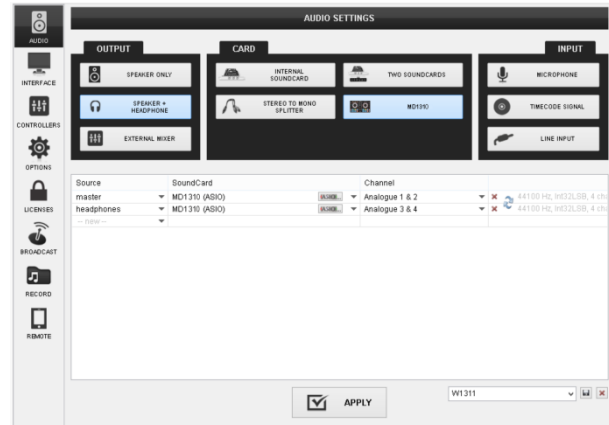 AUDIO SETTINGS
AUDIO
INTERFACE
CONTROLLERS
OPTIONS
LICENSES
BROADCAST
RECORD
REMOTE
OUTPUT
CARD
INPUT
SPEAKER ONLY
INTERNAL
SOUNDCARD
TWO SOUNDCARDS
MICROPHONE
SPEAKER +
HEADPHONE
STEREO TO MONO
SPLITTER
MD1310
TIMECODE SIGNAL
EXTERNAL MIXER
LINE INPUT
Source SoundCard Channel
master MD1310 (ASIO) Analogue 1 & 2 44100 Hz, Int32LSB, 4 cha
headphones MD1310 (ASIO) Analogue 3 & 4 44100 Hz, Int32LSB, 4 cha
-- new --
APPLY
W1311